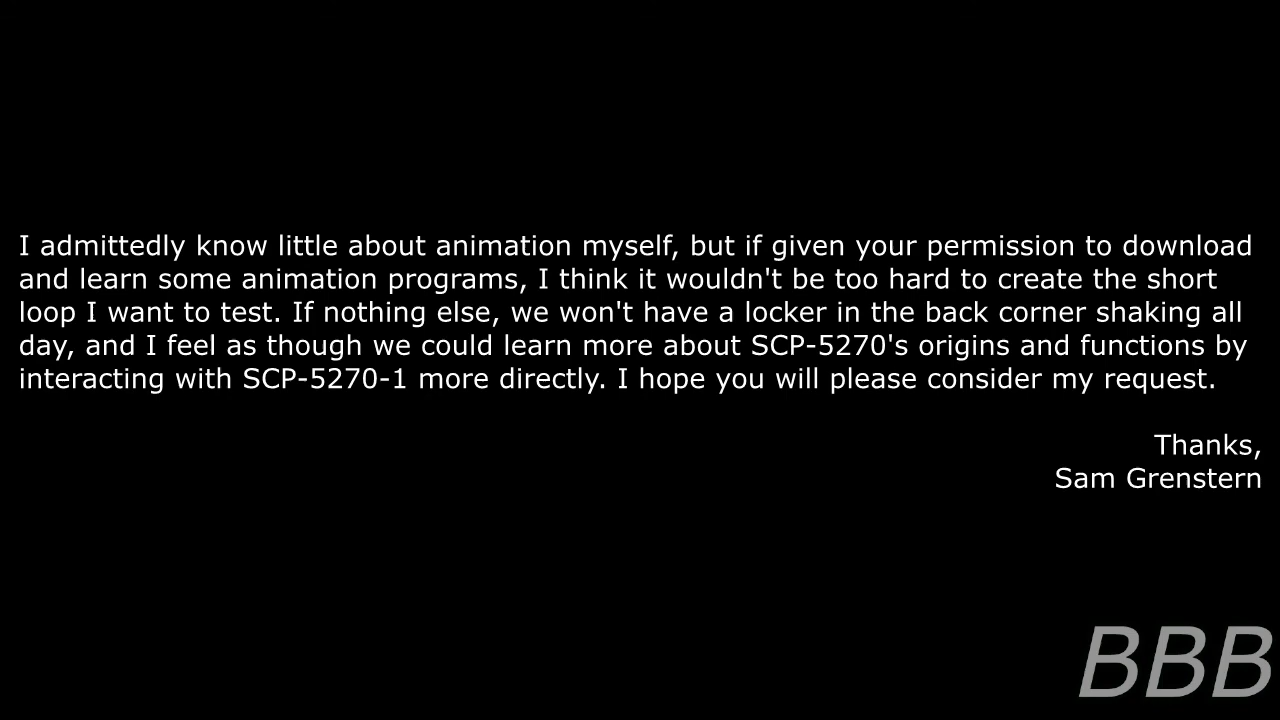 I admittedly know little about animation myself, but if given your permission to download
and learn some animation programs, I think it wouldn't be too hard to create the short
loop I want to test. If nothing else, we won't have a locker in the back corner shaking all
day, and I feel as though we could learn more about SCP-5270's origins and functions by
interacting with SCP-5270-1 more directly. I hope you will please consider my request.
Thanks,
Sam Grenstern
BBB